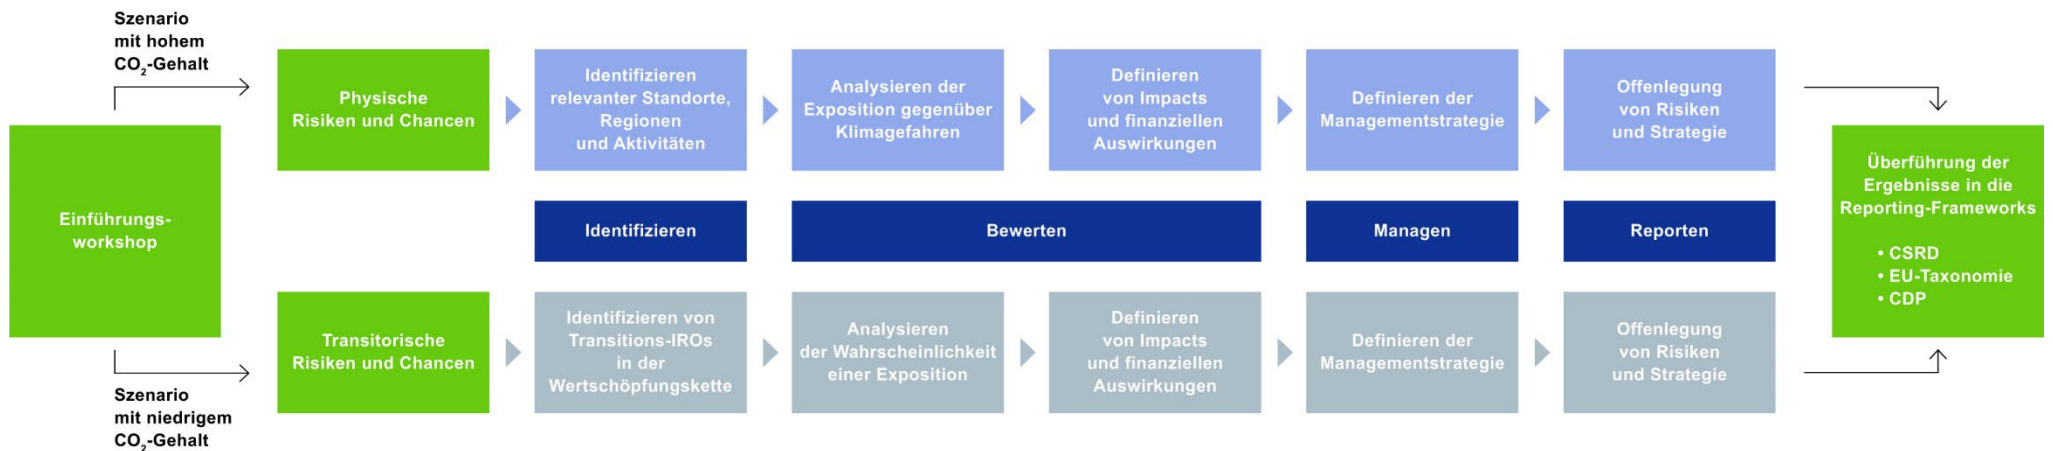 Szenario
mit hohem
CO₂-Gehalt
Einführungs-
workshop
Szenario
mit niedrigem
CO₂-Gehalt
Physische
Risiken und Chancen
Identifizieren
relevanter Standorte,
Regionen
und Aktivitäten
Analysieren der
Exposition gegenüber
Klimagefahren
Definieren
von Impacts
und finanziellen
Auswirkungen
Definieren der
Managementstrategie
Offenlegung
von Risiken
und Strategie
Identifizieren
Bewerten
Managen
Reporten
Transitorische
Risiken und Chancen
Identifizieren von
Transitions-IROs
in der
Wertschöpfungskette
Analysieren
der Wahrscheinlichkeit
einer Exposition
Definieren
von Impacts
und finanziellen
Auswirkungen
Definieren der
Managementstrategie
Offenlegung
von Risiken
und Strategie
Überführung der
Ergebnisse in die
Reporting-Frameworks
• CSRD
• EU-Taxonomie
• CDP